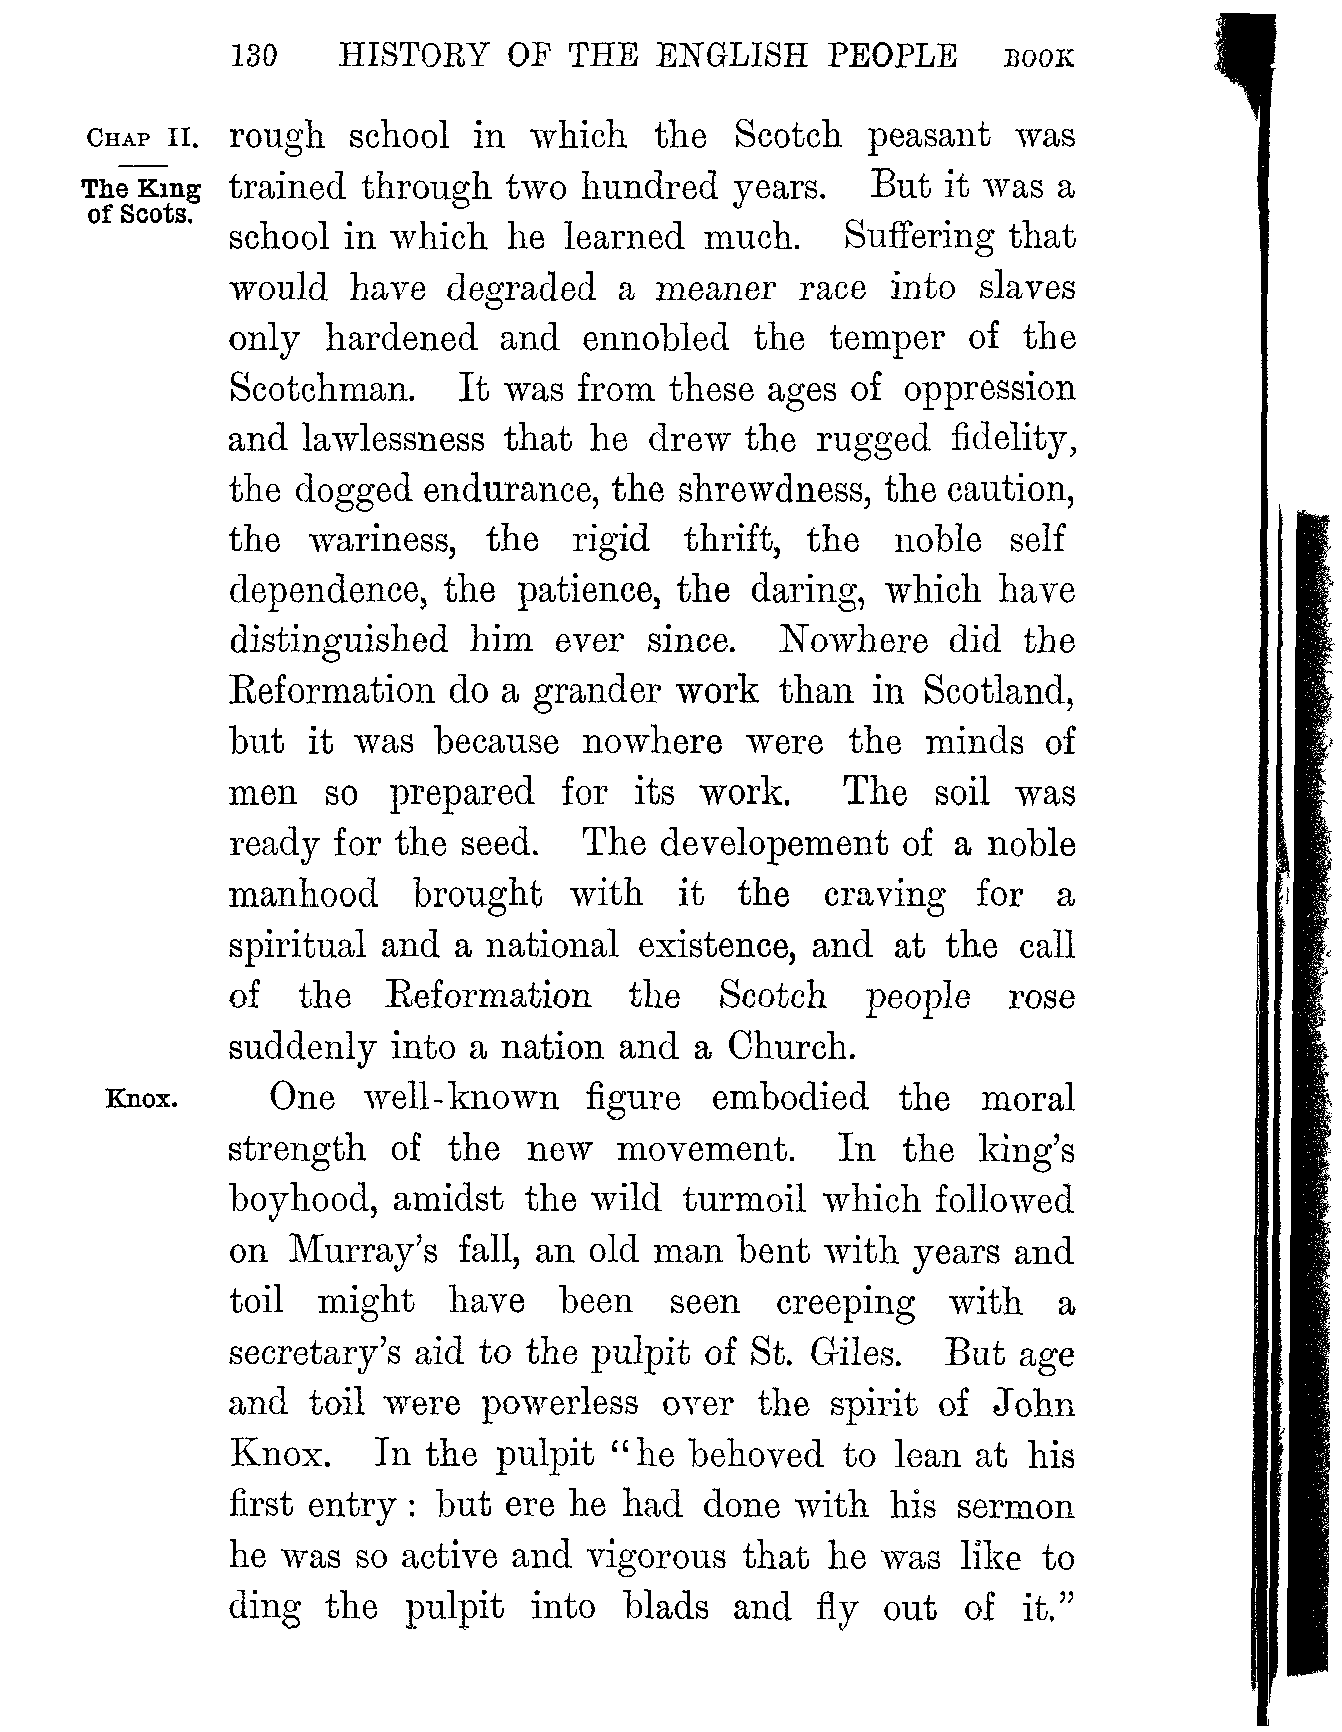 130 HISTORY OF THE ENGLISH PEOPLE BOOK
CHAP II.
The King
of Scots.
rough school in which the Scotch peasant was
trained through two hundred years. But it was a
school in which he learned much. Suffering that
would have degraded a meaner race into slaves
only hardened and ennobled the temper of the
Scotchman. It was from these ages of oppression
and lawlessness that he drew the rugged fidelity,
the dogged endurance, the shrewdness, the caution,
the wariness, the rigid thrift, the noble self
dependence, the patience, the daring, which have
distinguished him ever since. Nowhere did the
Reformation do a grander work than in Scotland,
but it was because nowhere were the minds of
men so prepared for its work. The soil was
ready for the seed. The developement of a noble
manhood brought with it the craving for a
spiritual and a national existence, and at the call
of the Reformation the Scotch people rose
suddenly into a nation and a Church.
Knox.
One well-known figure embodied the moral
strength of the new movement. In the king's
boyhood, amidst the wild turmoil which followed
on Murray's fall, an old man bent with years and
toil might have been seen creeping with a
secretary's aid to the pulpit of St. Giles. But age
and toil were powerless over the spirit of John
Knox. In the pulpit "he behoved to lean at his
first entry : but ere he had done with his sermon
he was so active and vigorous that he was like to
ding the pulpit into blads and fly out of it."